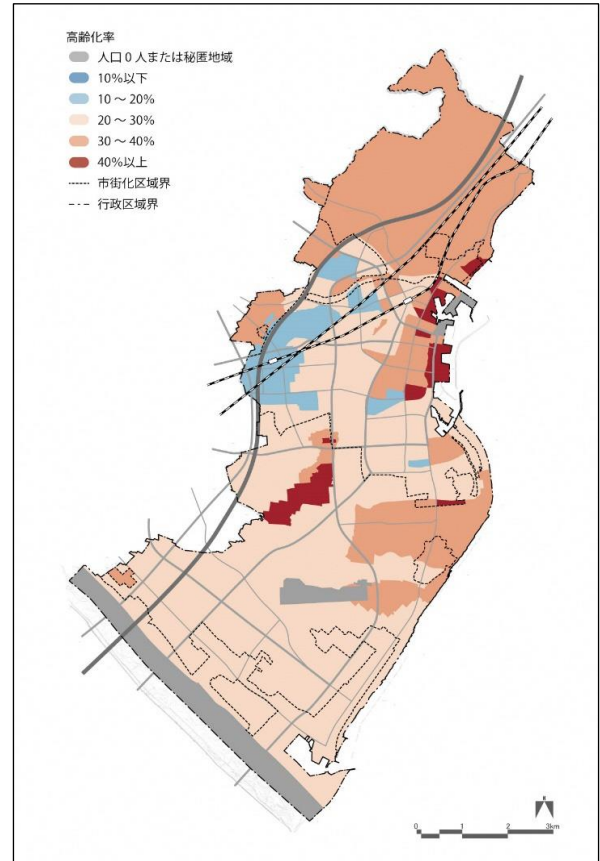 高齢化率
人口0人または秘匿地域
10%以下
10～20%
20～30%
30～40%
40%以上
市街化区域界
行政区域界
0 1 2 3km